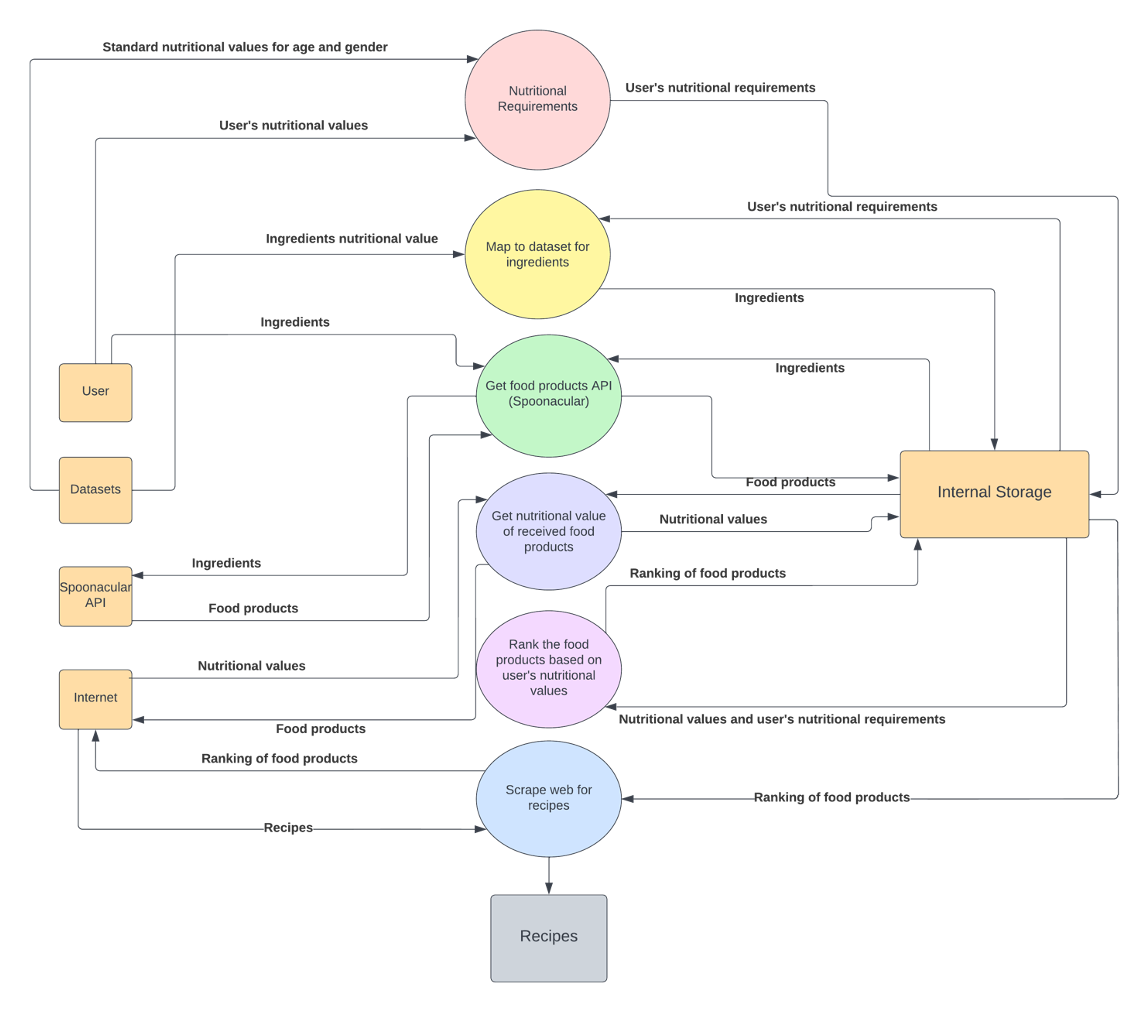 Standard nutritional values for age and gender
Nutritional
Requirements
User's nutritional requirements
User's nutritional values
User's nutritional requirements
Ingredients nutritional value
Map to dataset for
ingredients
Ingredients
Ingredients
Ingredients
User
Get food products API
(Spoonacular)
Datasets
Internal Storage
Food products
Get nutritional value
of received food
products
Nutritional values
Ingredients
Ranking of food products
Spoonacular
API
Food products
Rank the food
products based on
user's nutritional
values
Nutritional values
Internet
Nutritional values and user's nutritional requirements
Food products
Ranking of food products
Scrape web for
recipes
Ranking of food products
Recipes
Recipes